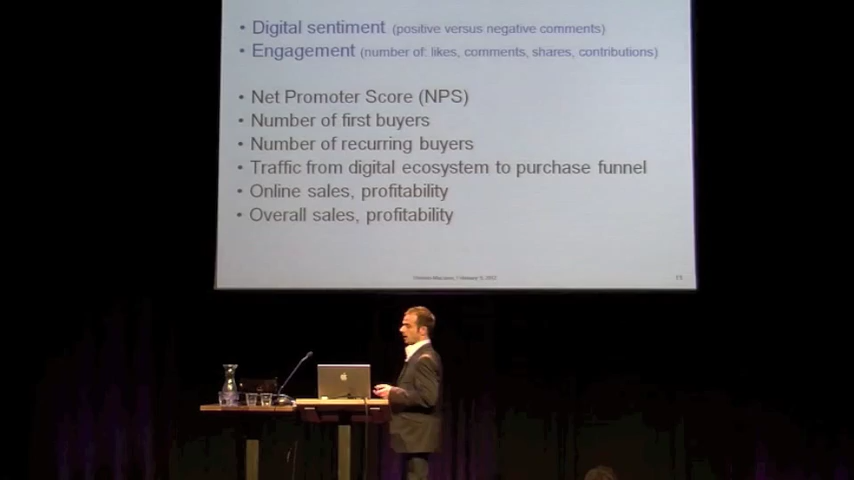 • Digital sentiment (positive versus negative comments)
• Engagement (number of: likes, comments, shares, contributions)
• Net Promoter Score (NPS)
• Number of first buyers
• Number of recurring buyers
• Traffic from digital ecosystem to purchase funnel
• Online sales, profitability
• Overall sales, profitability